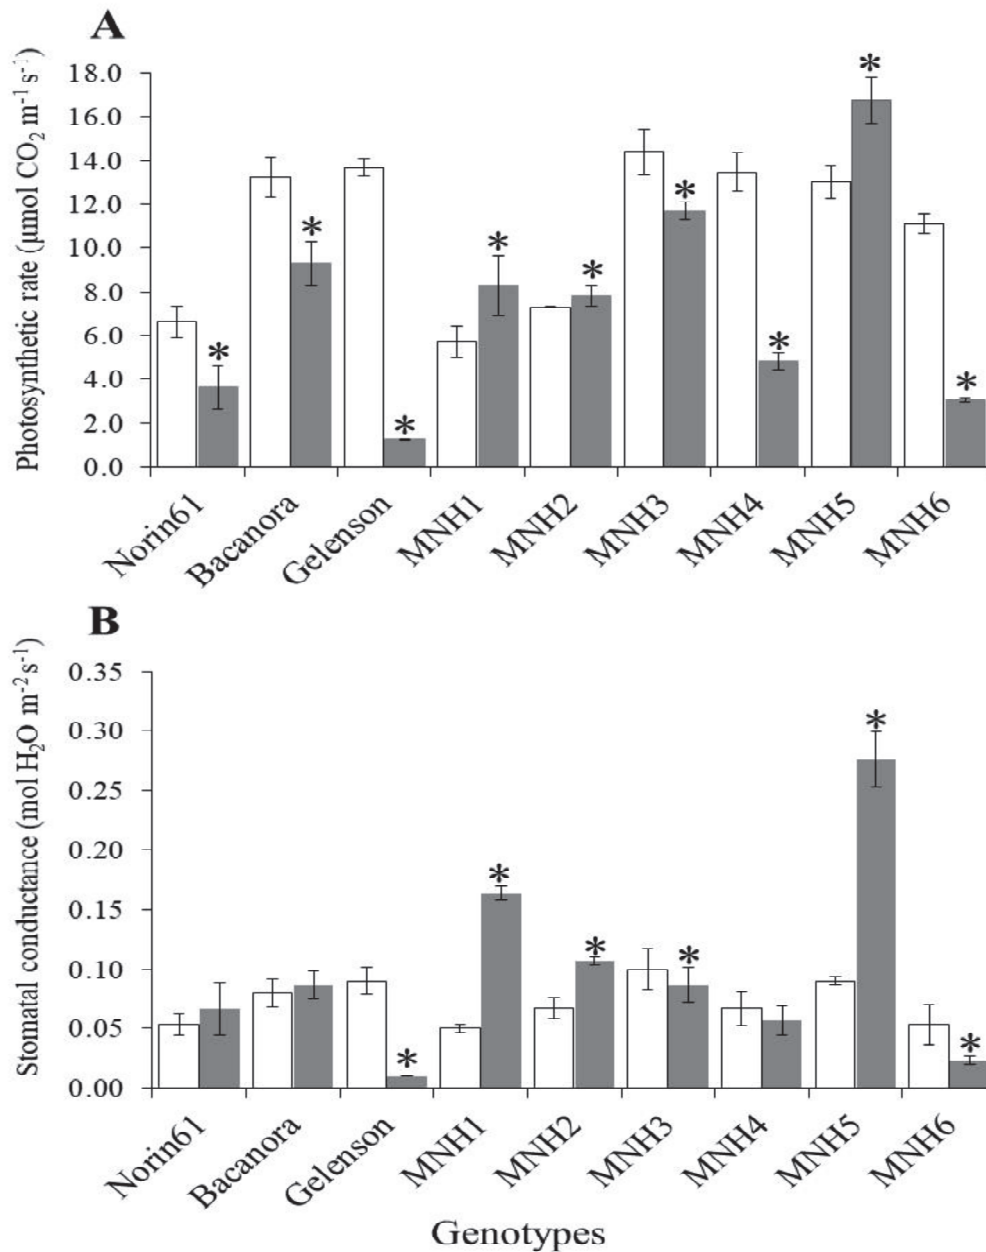 A
Photosynthetic rate (μmol CO₂ m⁻¹ s⁻¹)
18.0
16.0
14.0
12.0
10.0
8.0
6.0
4.0
2.0
0.0
* * * * * * * * *
Norin61 Bacanora Gelenson MNH1 MNH2 MNH3 MNH4 MNH5 MNH6
B
Stomatal conductance (mol H₂O m⁻² s⁻¹)
0.35
0.30
0.25
0.20
0.15
0.10
0.05
0.00
* * * * * *
Norin61 Bacanora Gelenson MNH1 MNH2 MNH3 MNH4 MNH5 MNH6
Genotypes